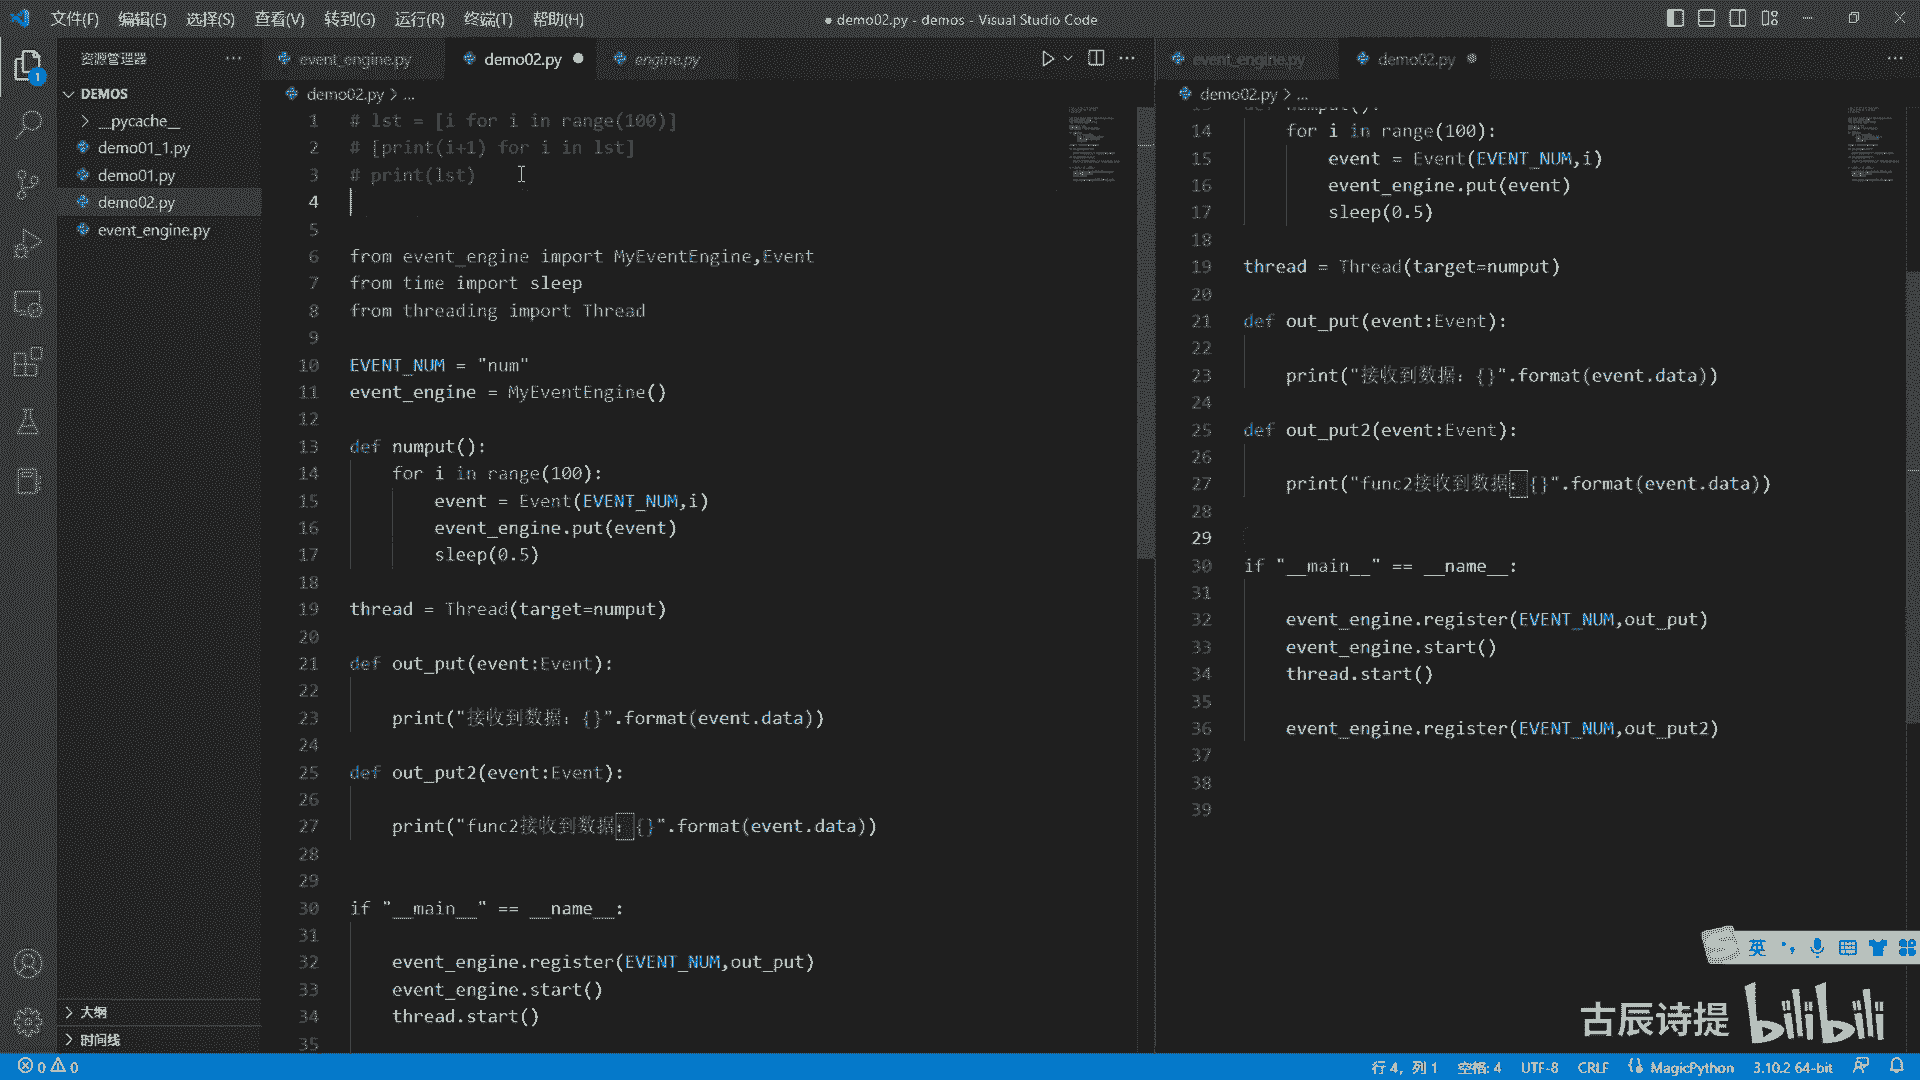 文件(F) 编辑(E) 选择(S) 查看(V) 转到(G) 运行(R) 终端(T) 帮助(H)
● demo02.py - demos - Visual Studio Code
资源管理器 ···
DEMOS
__pycache__
demo01_1.py
demo01.py
demo02.py
event_engine.py
大纲
时间线
1
event_engine.py demo02.py ● engine.py
demo02.py > ...
1 # lst = [i for i in range(100)]
2 # [print(i+1) for i in lst]
3 # print(lst)
4
5
6 from event_engine import MyEventEngine,Event
7 from time import sleep
8 from threading import Thread
9
10 EVENT_NUM = "num"
11 event_engine = MyEventEngine()
12
13 def numput():
14 for i in range(100):
15 event = Event(EVENT_NUM,i)
16 event_engine.put(event)
17 sleep(0.5)
18
19 thread = Thread(target=numput)
20
21 def out_put(event:Event):
22
23 print("接收到数据：{}".format(event.data))
24
25 def out_put2(event:Event):
26
27 print("func2接收到数据：{}".format(event.data))
28
29
30 if "__main__" == __name__:
31
32 event_engine.register(EVENT_NUM,out_put)
33 event_engine.start()
34 thread.start()
35
event_engine.py demo02.py ●
demo02.py > ...
13 def numput():
14 for i in range(100):
15 event = Event(EVENT_NUM,i)
16 event_engine.put(event)
17 sleep(0.5)
18
19 thread = Thread(target=numput)
20
21 def out_put(event:Event):
22
23 print("接收到数据：{}".format(event.data))
24
25 def out_put2(event:Event):
26
27 print("func2接收到数据：{}".format(event.data))
28
29
30 if "__main__" == __name__:
31
32 event_engine.register(EVENT_NUM,out_put)
33 event_engine.start()
34 thread.start()
35
36 event_engine.register(EVENT_NUM,out_put2)
37
38
39
英
古辰诗提 bilibili
0 0
行 4，列 1 空格: 4 UTF-8 CRLF MagicPython 3.10.2 64-bit